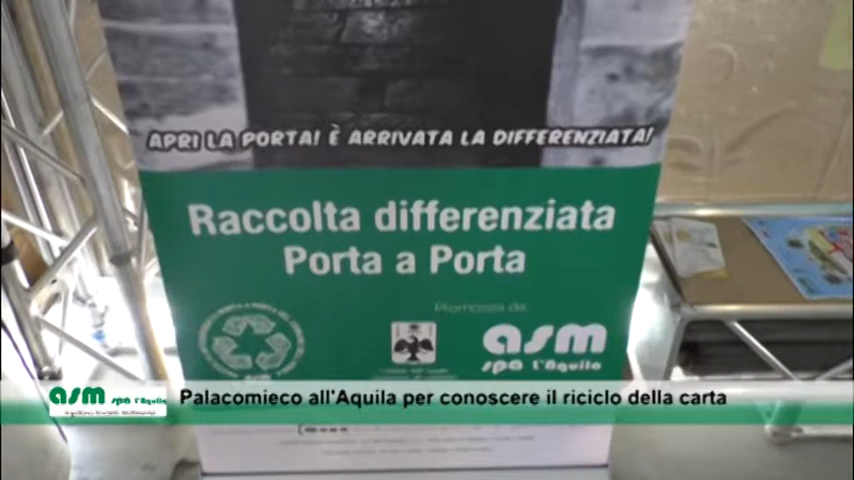 APRI LA PORTA! È ARRIVATA LA DIFFERENZIATA!
Raccolta differenziata
Porta a Porta
Promossa da
asm
spa L'Aquila
asm spa L'Aquila
Palacomieco all'Aquila per conoscere il riciclo della carta